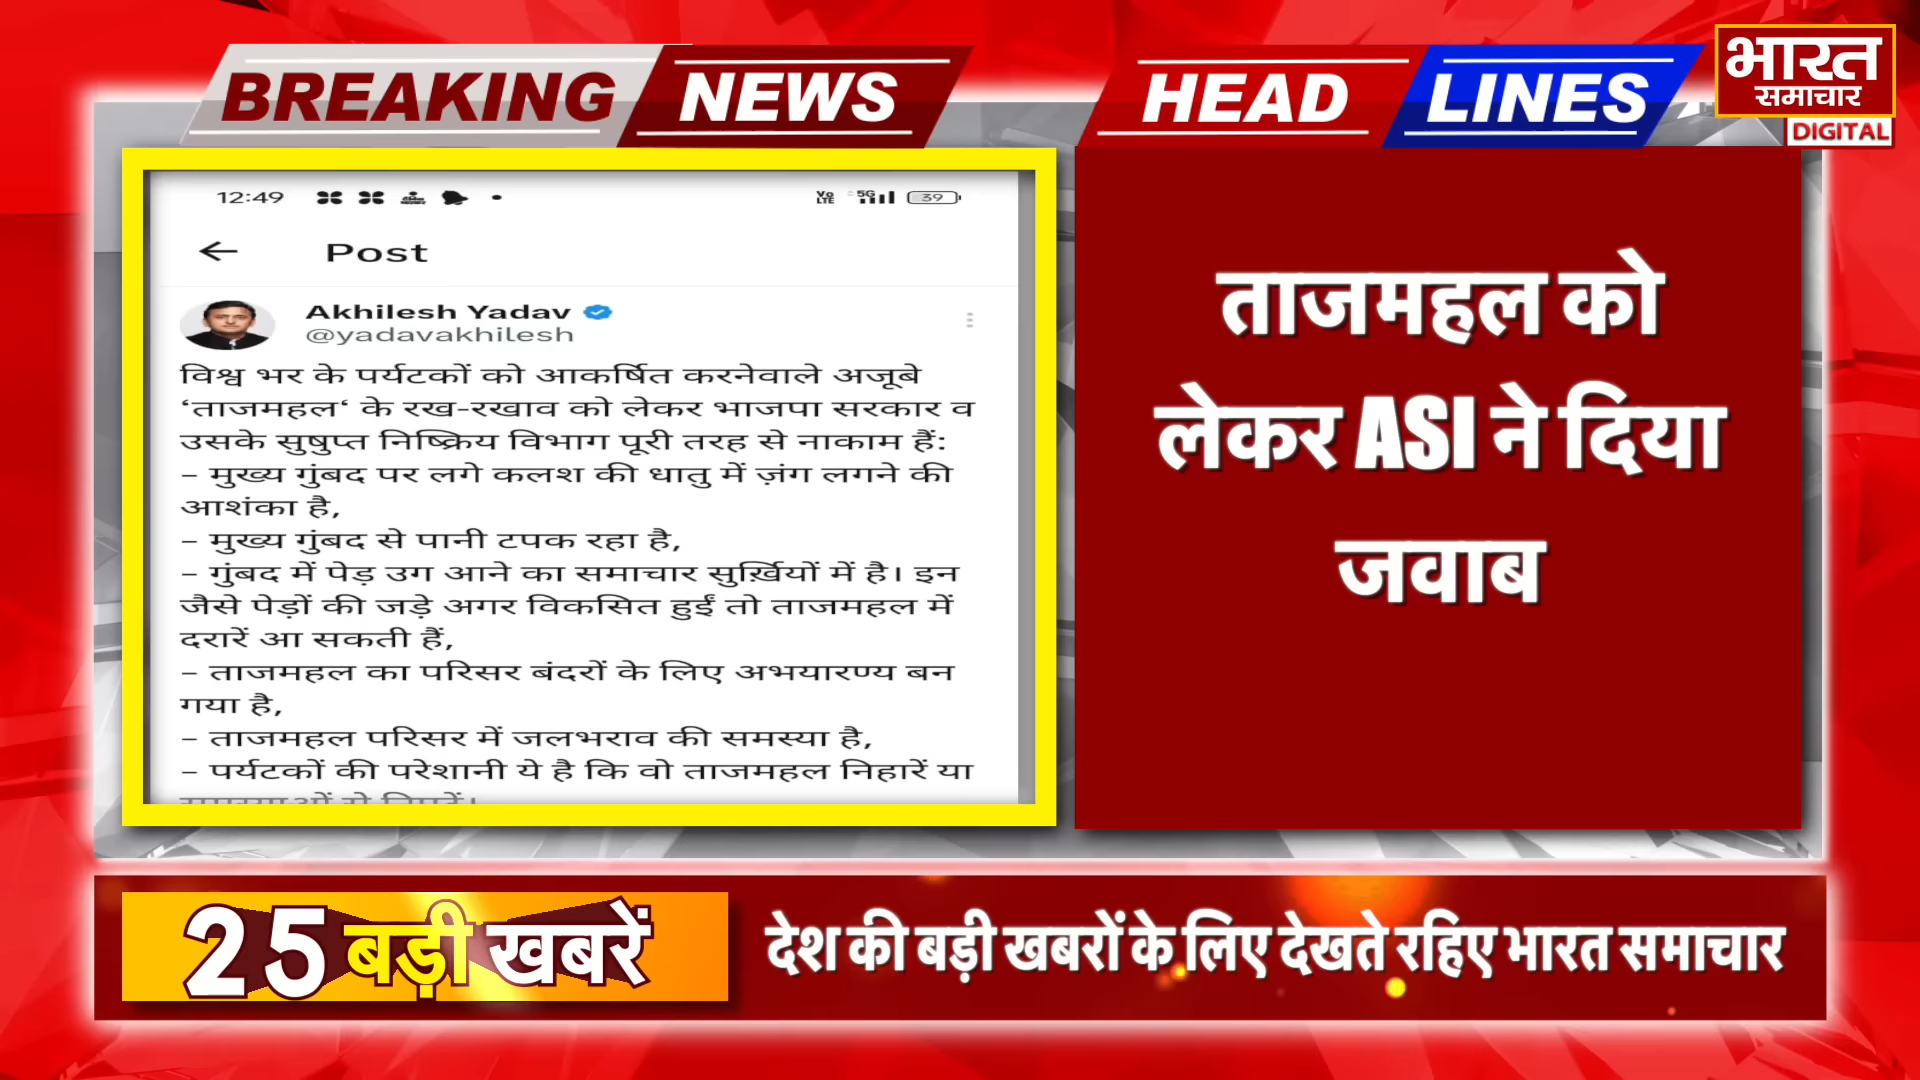 BREAKING NEWS
HEAD LINES
भारत
समाचार
DIGITAL
12:49
Vo LTE 5G 39
Post
Akhilesh Yadav
@yadavakhilesh
विश्व भर के पर्यटकों को आकर्षित करनेवाले अजूबे
‘ताजमहल‘ के रख-रखाव को लेकर भाजपा सरकार व
उसके सुषुप्त निष्क्रिय विभाग पूरी तरह से नाकाम हैं:
– मुख्य गुंबद पर लगे कलश की धातु में ज़ंग लगने की
आशंका है,
– मुख्य गुंबद से पानी टपक रहा है,
– गुंबद में पेड़ उग आने का समाचार सुर्ख़ियों में है। इन
जैसे पेड़ों की जड़े अगर विकसित हुईं तो ताजमहल में
दरारें आ सकती हैं,
– ताजमहल का परिसर बंदरों के लिए अभयारण्य बन
गया है,
– ताजमहल परिसर में जलभराव की समस्या है,
– पर्यटकों की परेशानी ये है कि वो ताजमहल निहारें या
ताजमहल को
लेकर ASI ने दिया
जवाब
25 बड़ी खबरें
देश की बड़ी खबरों के लिए देखते रहिए भारत समाचार